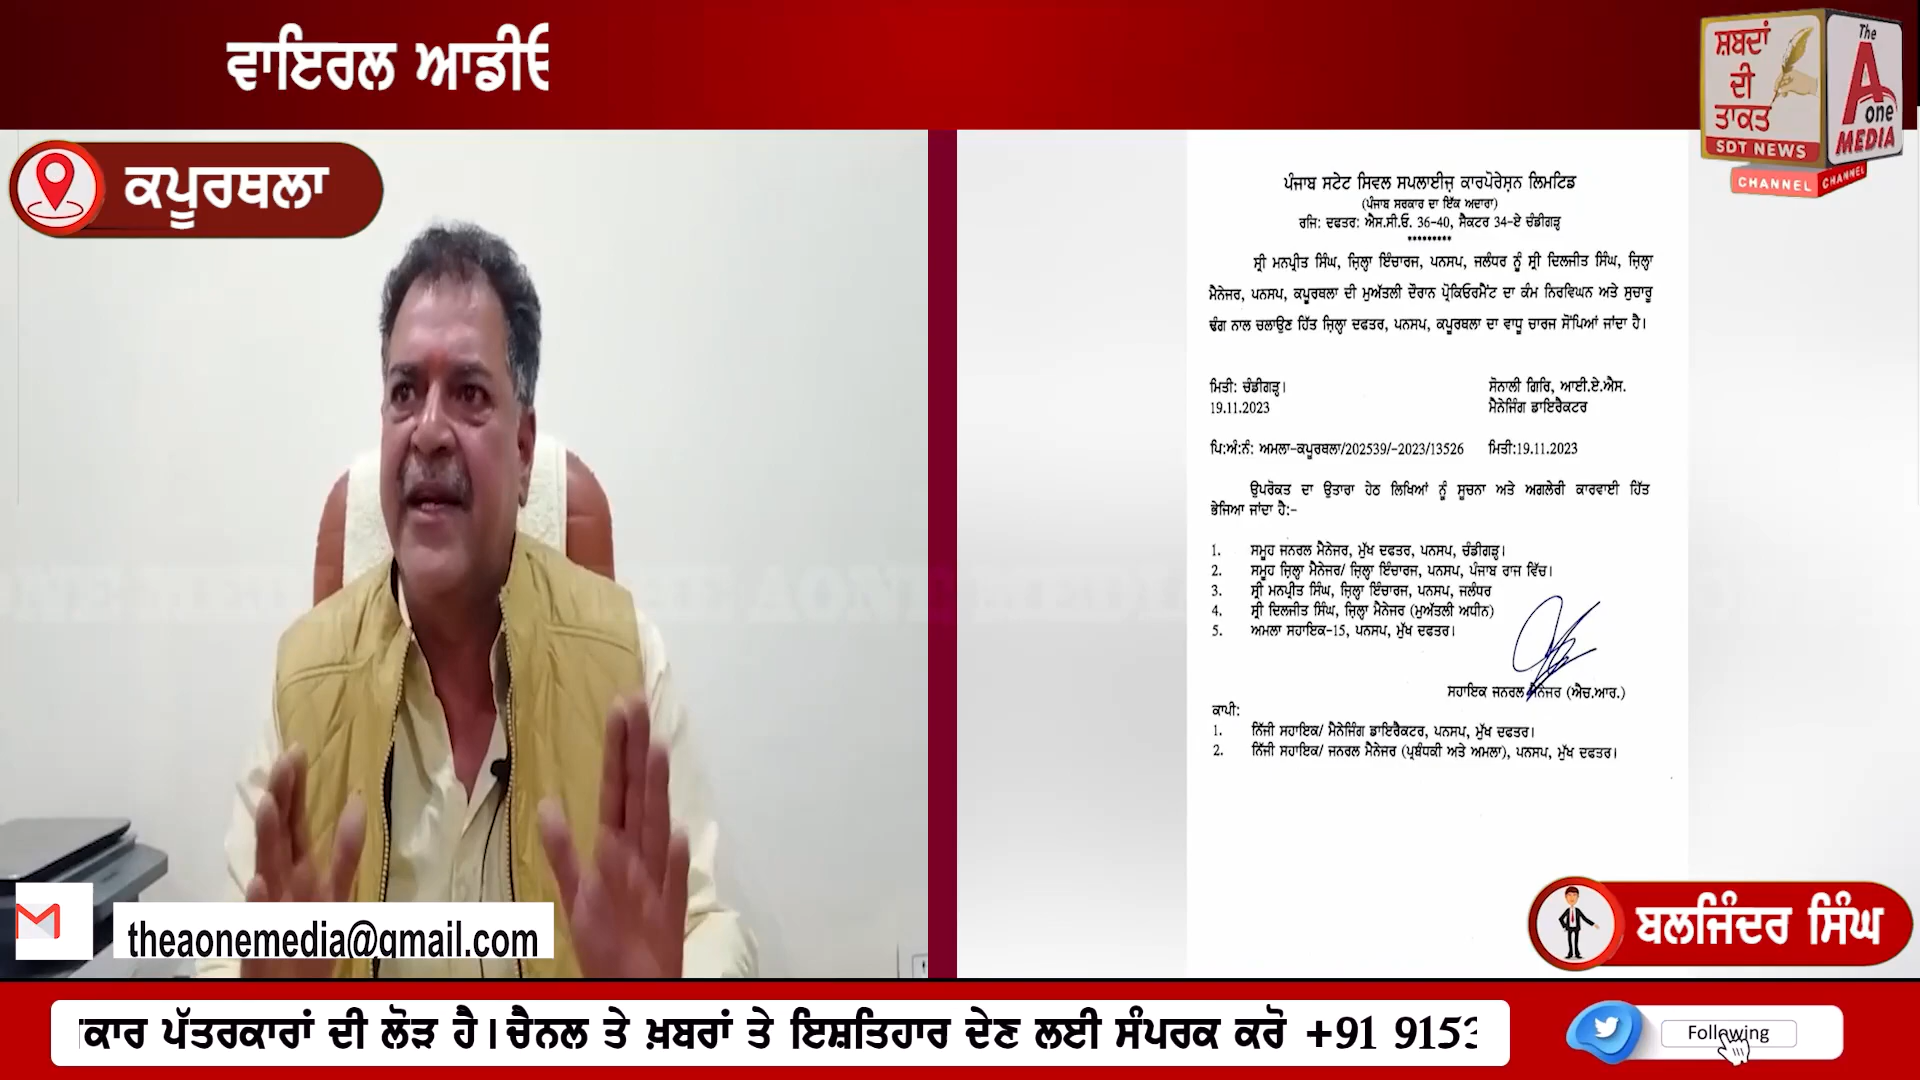 ਵਾਇਰਲ ਆਡੀਓ
ਸ਼ਬਦਾਂ
ਦੀ
ਤਾਕਤ
SDT NEWS
CHANNEL
The
A
one
MEDIA
CHANNEL
ਕਪੂਰਥਲਾ
ਪੰਜਾਬ ਸਟੇਟ ਸਿਵਲ ਸਪਲਾਈਜ਼ ਕਾਰਪੋਰੇਸ਼ਨ ਲਿਮਟਿਡ
(ਪੰਜਾਬ ਸਰਕਾਰ ਦਾ ਇੱਕ ਅਦਾਰਾ)
ਰਜਿ: ਦਫਤਰ: ਐਸ.ਸੀ.ਓ. 36-40, ਸੈਕਟਰ 34-ਏ ਚੰਡੀਗੜ੍ਹ
*********
ਸ੍ਰੀ ਮਨਪ੍ਰੀਤ ਸਿੰਘ, ਜ਼ਿਲ੍ਹਾ ਇੰਚਾਰਜ, ਪਨਸਪ, ਜਲੰਧਰ ਨੂੰ ਸ੍ਰੀ ਦਿਲਜੀਤ ਸਿੰਘ, ਜ਼ਿਲ੍ਹਾ
ਮੈਨੇਜਰ, ਪਨਸਪ, ਕਪੂਰਥਲਾ ਦੀ ਮੁਅੱਤਲੀ ਦੌਰਾਨ ਪ੍ਰੋਕਿਓਰਮੈਂਟ ਦਾ ਕੰਮ ਨਿਰਵਿਘਨ ਅਤੇ ਸੁਚਾਰੂ
ਢੰਗ ਨਾਲ ਚਲਾਉਣ ਹਿੱਤ ਜ਼ਿਲ੍ਹਾ ਦਫਤਰ, ਪਨਸਪ, ਕਪੂਰਥਲਾ ਦਾ ਵਾਧੂ ਚਾਰਜ ਸੌਂਪਿਆਂ ਜਾਂਦਾ ਹੈ।
ਮਿਤੀ: ਚੰਡੀਗੜ੍ਹ।
19.11.2023
ਸੋਨਾਲੀ ਗਿਰਿ, ਆਈ.ਏ.ਐਸ.
ਮੈਨੇਜਿੰਗ ਡਾਇਰੈਕਟਰ
ਪਿ:ਅੰ:ਨੰ: ਅਮਲਾ-ਕਪੂਰਥਲਾ/202539/-2023/13526 ਮਿਤੀ:19.11.2023
ਉਪਰੋਕਤ ਦਾ ਉਤਾਰਾ ਹੇਠ ਲਿਖਿਆਂ ਨੂੰ ਸੂਚਨਾ ਅਤੇ ਅਗਲੇਰੀ ਕਾਰਵਾਈ ਹਿੱਤ
ਭੇਜਿਆ ਜਾਂਦਾ ਹੈ:-
1. ਸਮੂਹ ਜਨਰਲ ਮੈਨੇਜਰ, ਮੁੱਖ ਦਫਤਰ, ਪਨਸਪ, ਚੰਡੀਗੜ੍ਹ।
2. ਸਮੂਹ ਜ਼ਿਲ੍ਹਾ ਮੈਨੇਜਰ/ ਜ਼ਿਲ੍ਹਾ ਇੰਚਾਰਜ, ਪਨਸਪ, ਪੰਜਾਬ ਰਾਜ ਵਿੱਚ।
3. ਸ੍ਰੀ ਮਨਪ੍ਰੀਤ ਸਿੰਘ, ਜ਼ਿਲ੍ਹਾ ਇੰਚਾਰਜ, ਪਨਸਪ, ਜਲੰਧਰ
4. ਸ੍ਰੀ ਦਿਲਜੀਤ ਸਿੰਘ, ਜ਼ਿਲ੍ਹਾ ਮੈਨੇਜਰ (ਮੁਅੱਤਲੀ ਅਧੀਨ)
5. ਅਮਲਾ ਸਹਾਇਕ-15, ਪਨਸਪ, ਮੁੱਖ ਦਫਤਰ।
ਸਹਾਇਕ ਜਨਰਲ ਮੈਨੇਜਰ (ਐਚ.ਆਰ.)
ਕਾਪੀ:
1. ਨਿੱਜੀ ਸਹਾਇਕ/ ਮੈਨੇਜਿੰਗ ਡਾਇਰੈਕਟਰ, ਪਨਸਪ, ਮੁੱਖ ਦਫਤਰ।
2. ਨਿੱਜੀ ਸਹਾਇਕ/ ਜਨਰਲ ਮੈਨੇਜਰ (ਪ੍ਰਬੰਧਕੀ ਅਤੇ ਅਮਲਾ), ਪਨਸਪ, ਮੁੱਖ ਦਫਤਰ।
theaonemedia@gmail.com
ਬਲਜਿੰਦਰ ਸਿੰਘ
ਕਾਰ ਪੱਤਰਕਾਰਾਂ ਦੀ ਲੋੜ ਹੈ।ਚੈਨਲ ਤੇ ਖ਼ਬਰਾਂ ਤੇ ਇਸ਼ਤਿਹਾਰ ਦੇਣ ਲਈ ਸੰਪਰਕ ਕਰੋ +91 9153
Following